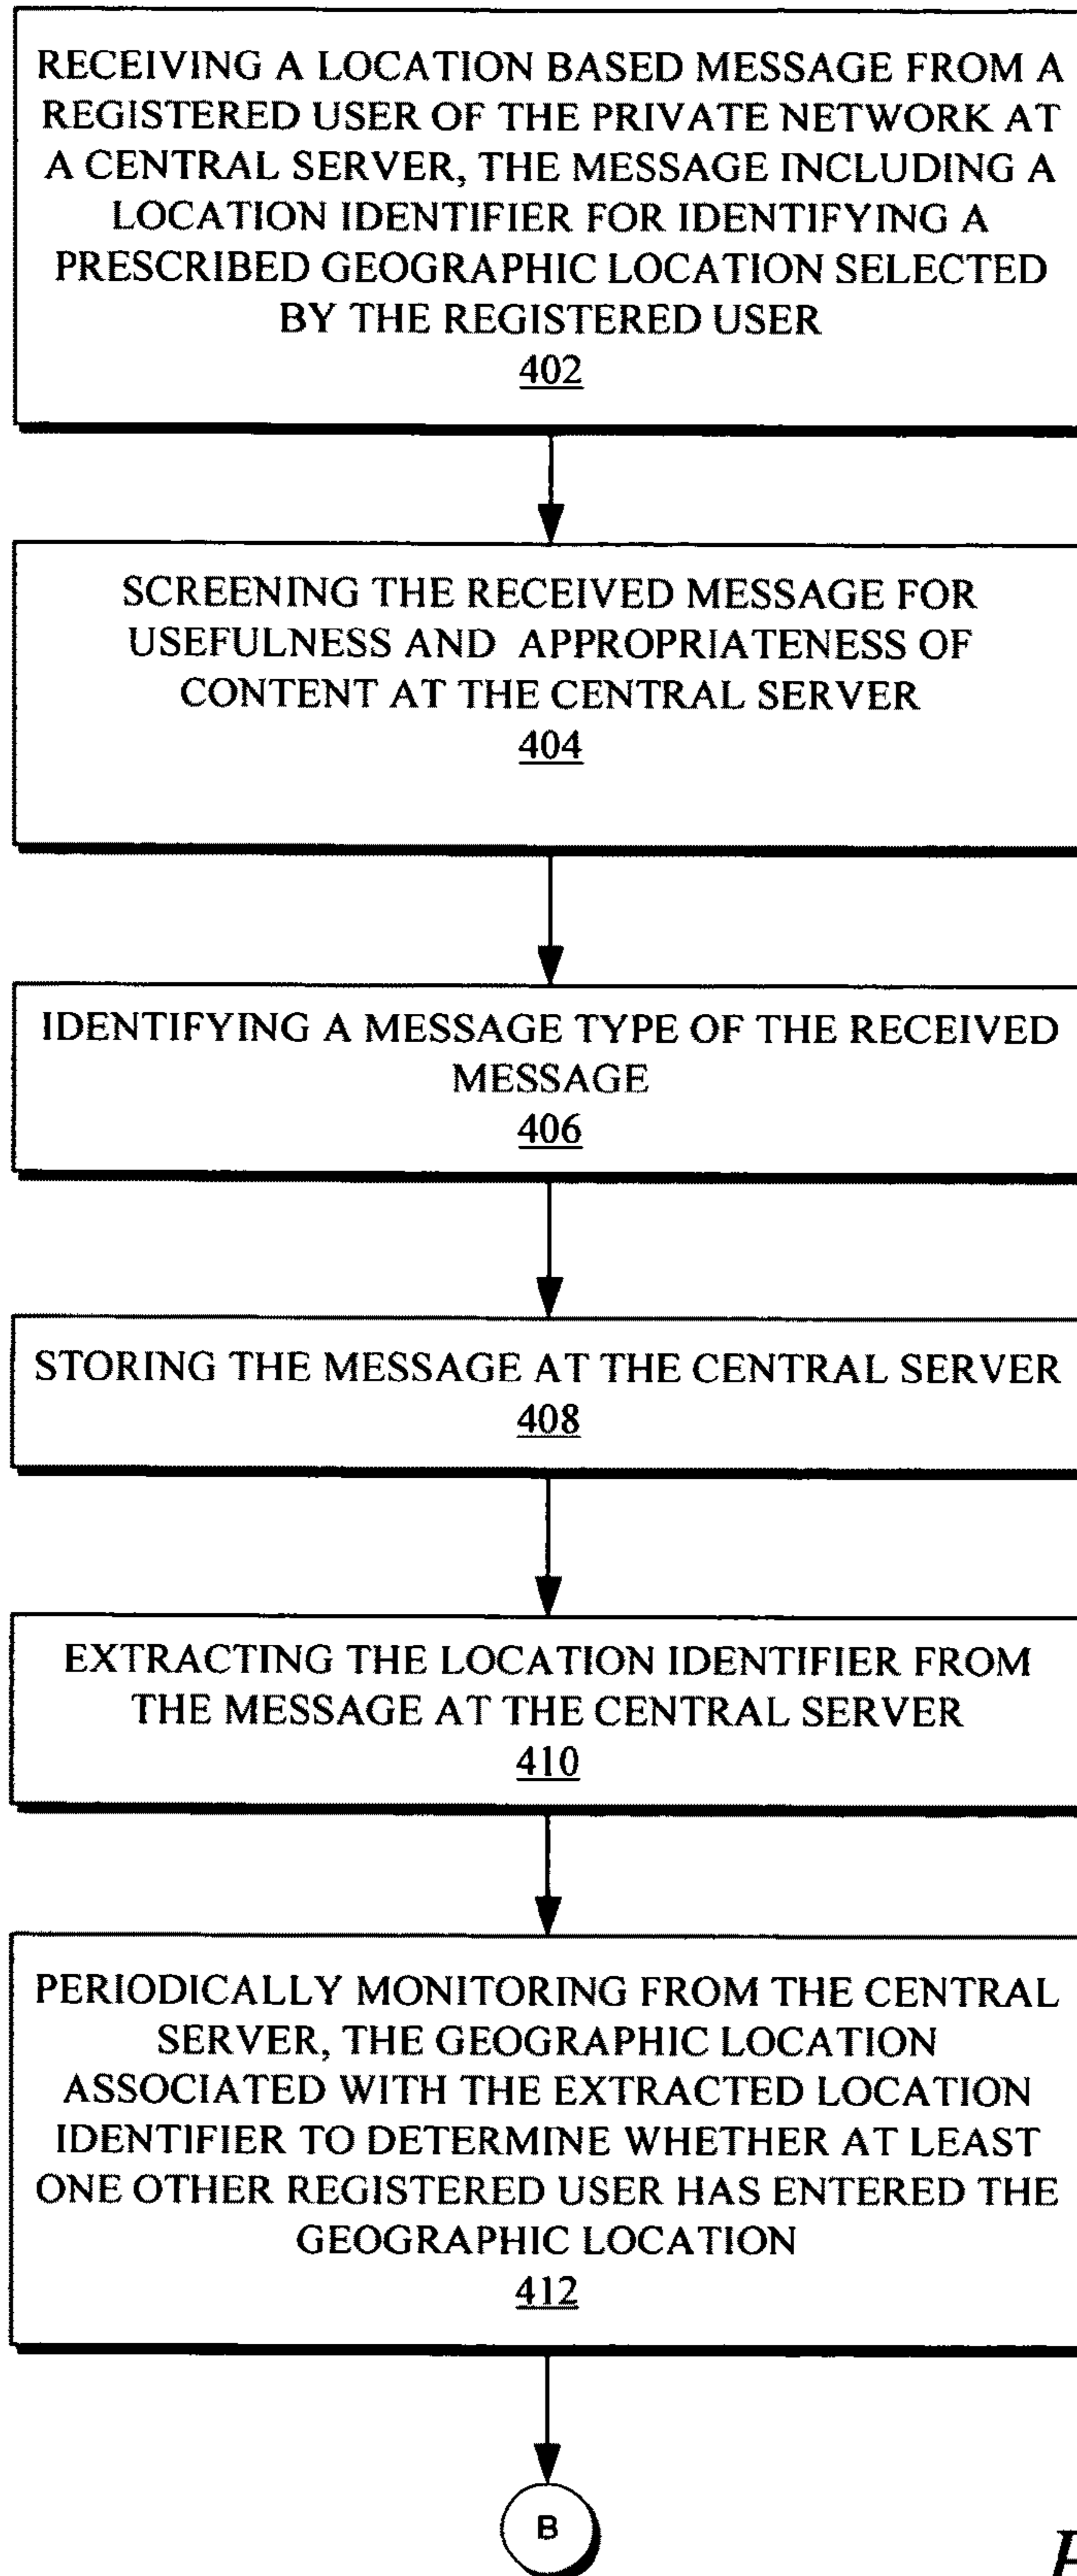 RECEIVING A LOCATION BASED MESSAGE FROM A
REGISTERED USER OF THE PRIVATE NETWORK AT
A CENTRAL SERVER, THE MESSAGE INCLUDING A
LOCATION IDENTIFIER FOR IDENTIFYING A
PRESCRIBED GEOGRAPHIC LOCATION SELECTED
BY THE REGISTERED USER
402
SCREENING THE RECEIVED MESSAGE FOR
USEFULNESS AND APPROPRIATENESS OF
CONTENT AT THE CENTRAL SERVER
404
IDENTIFYING A MESSAGE TYPE OF THE RECEIVED
MESSAGE
406
STORING THE MESSAGE AT THE CENTRAL SERVER
408
EXTRACTING THE LOCATION IDENTIFIER FROM
THE MESSAGE AT THE CENTRAL SERVER
410
PERIODICALLY MONITORING FROM THE CENTRAL
SERVER, THE GEOGRAPHIC LOCATION
ASSOCIATED WITH THE EXTRACTED LOCATION
IDENTIFIER TO DETERMINE WHETHER AT LEAST
ONE OTHER REGISTERED USER HAS ENTERED THE
GEOGRAPHIC LOCATION
412
B